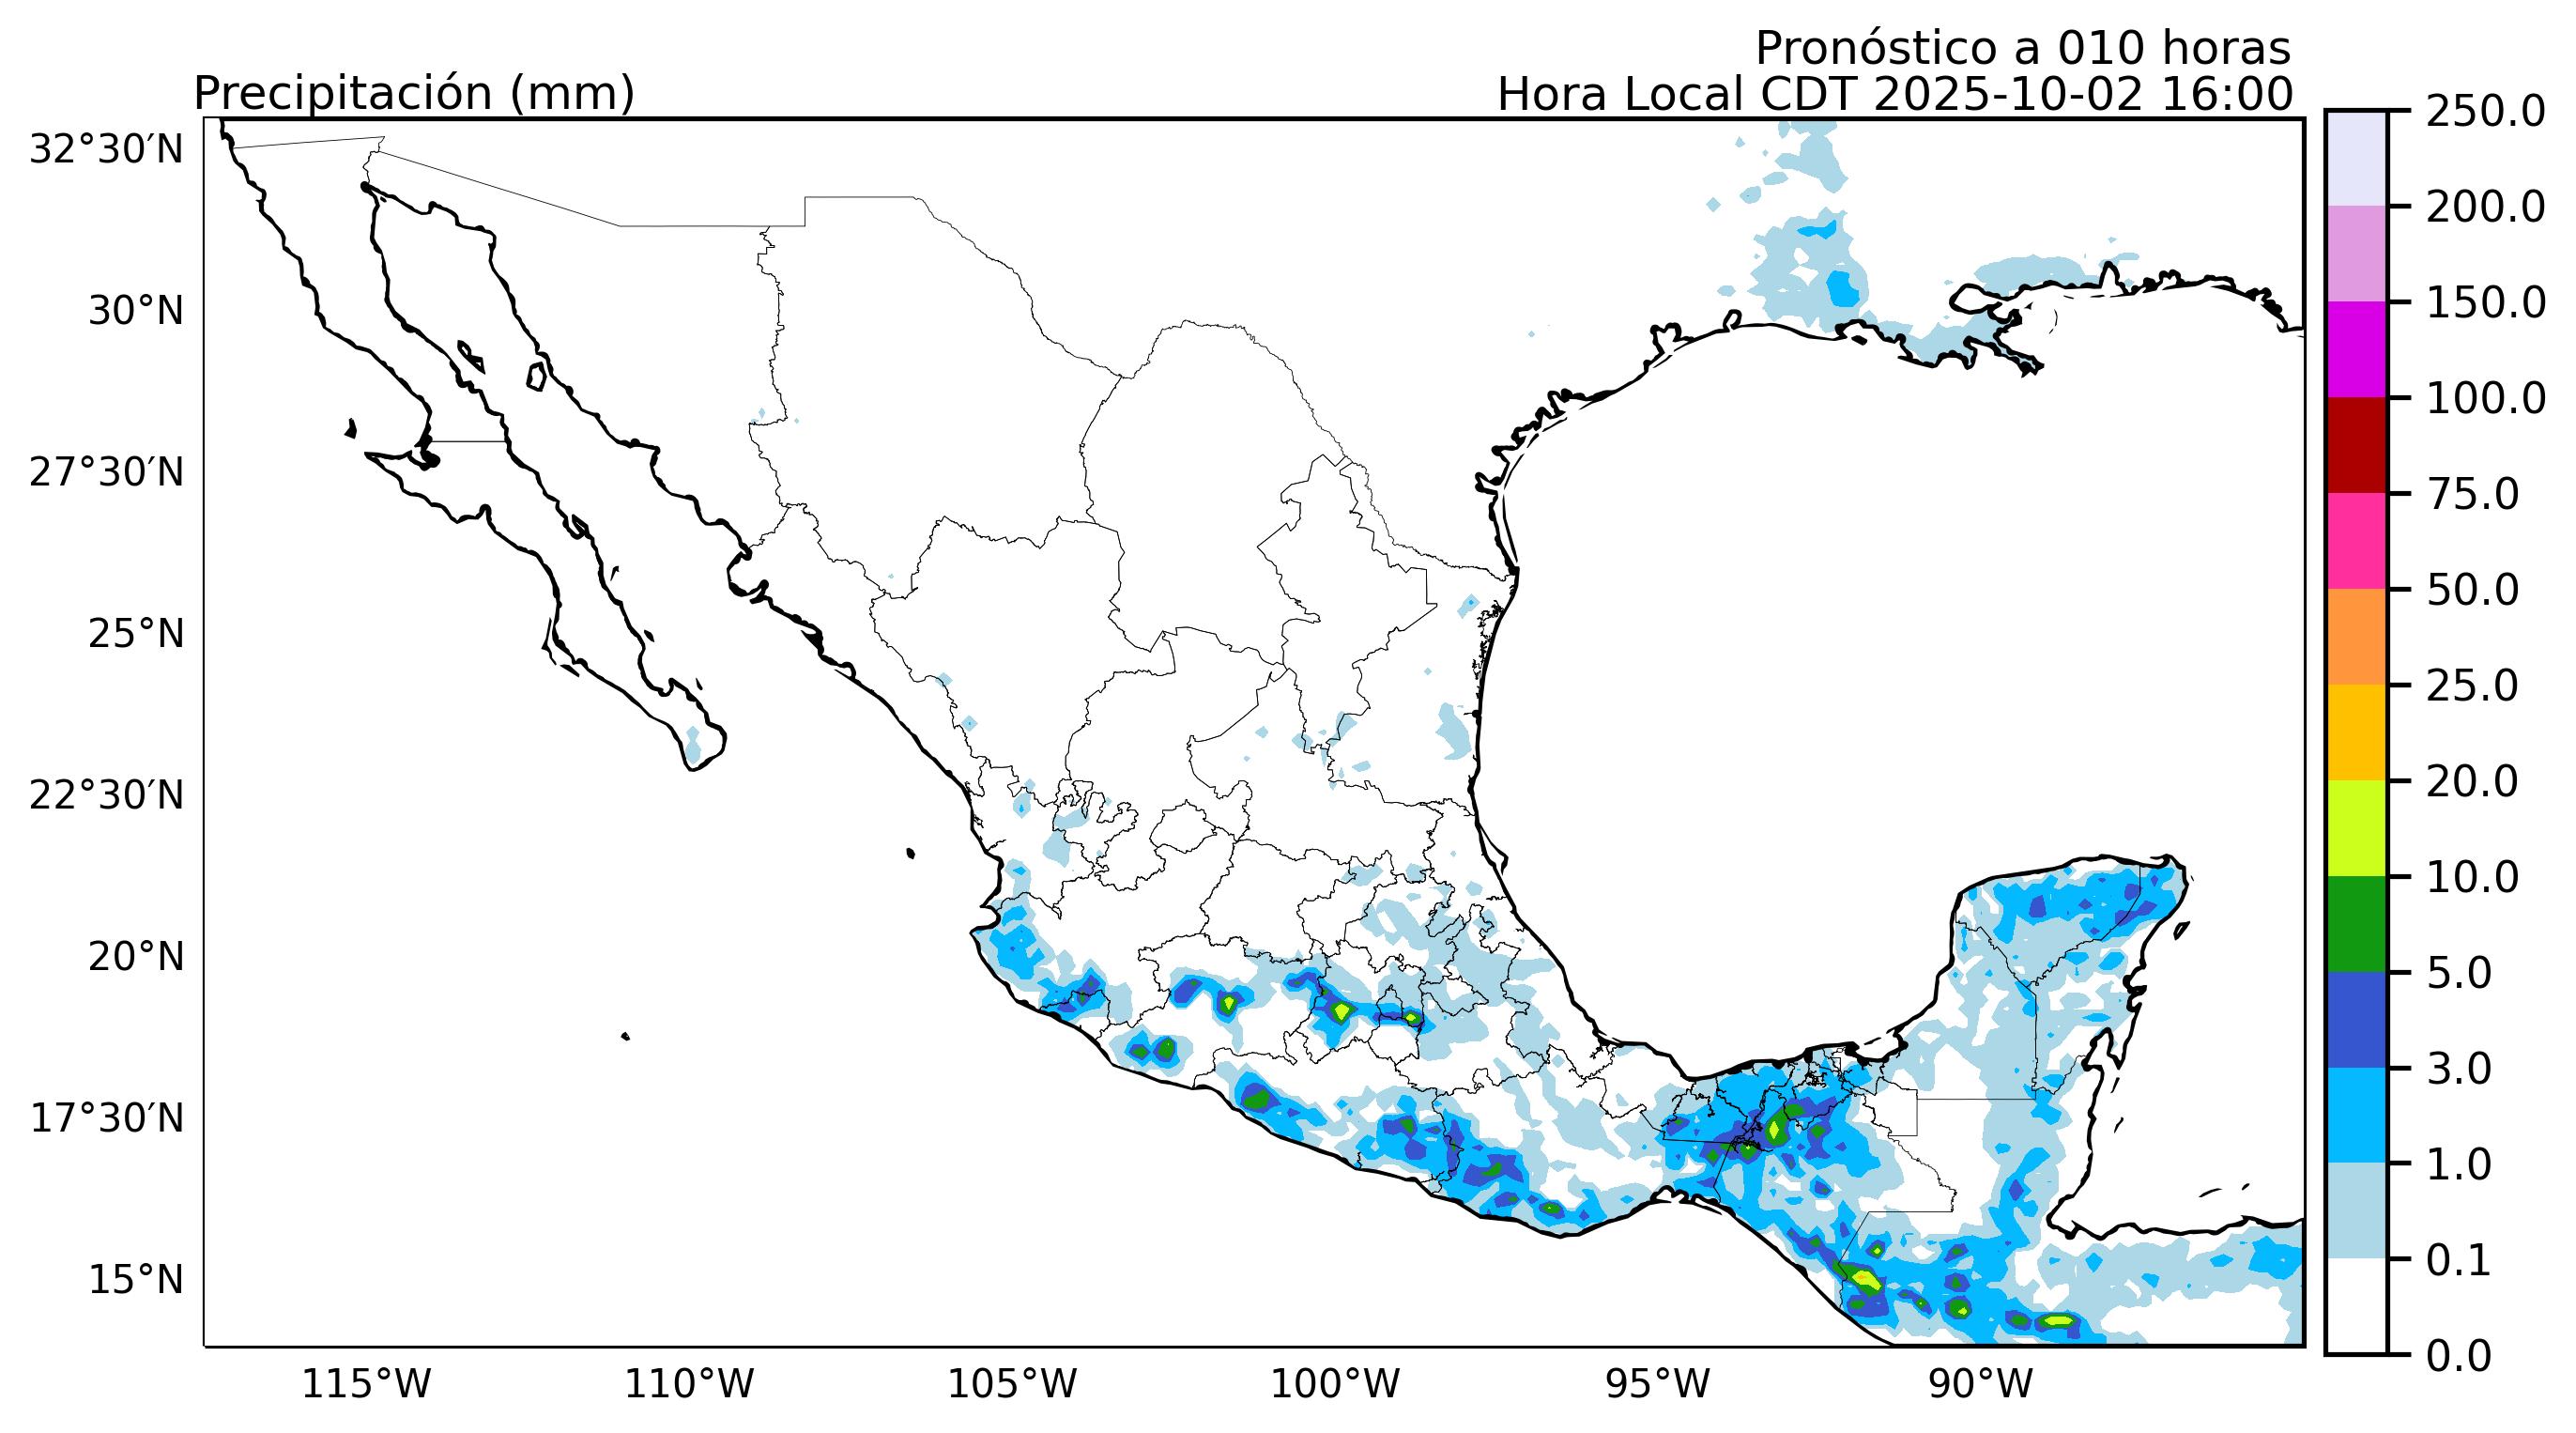 Pronóstico a 010 horas
Precipitación (mm)
Hora Local CDT 2025-10-02 16:00
32°30′N
30°N
27°30′N
25°N
22°30′N
20°N
17°30′N
15°N
115°W
110°W
105°W
100°W
95°W
90°W
250.0
200.0
150.0
100.0
75.0
50.0
25.0
20.0
10.0
5.0
3.0
1.0
0.1
0.0